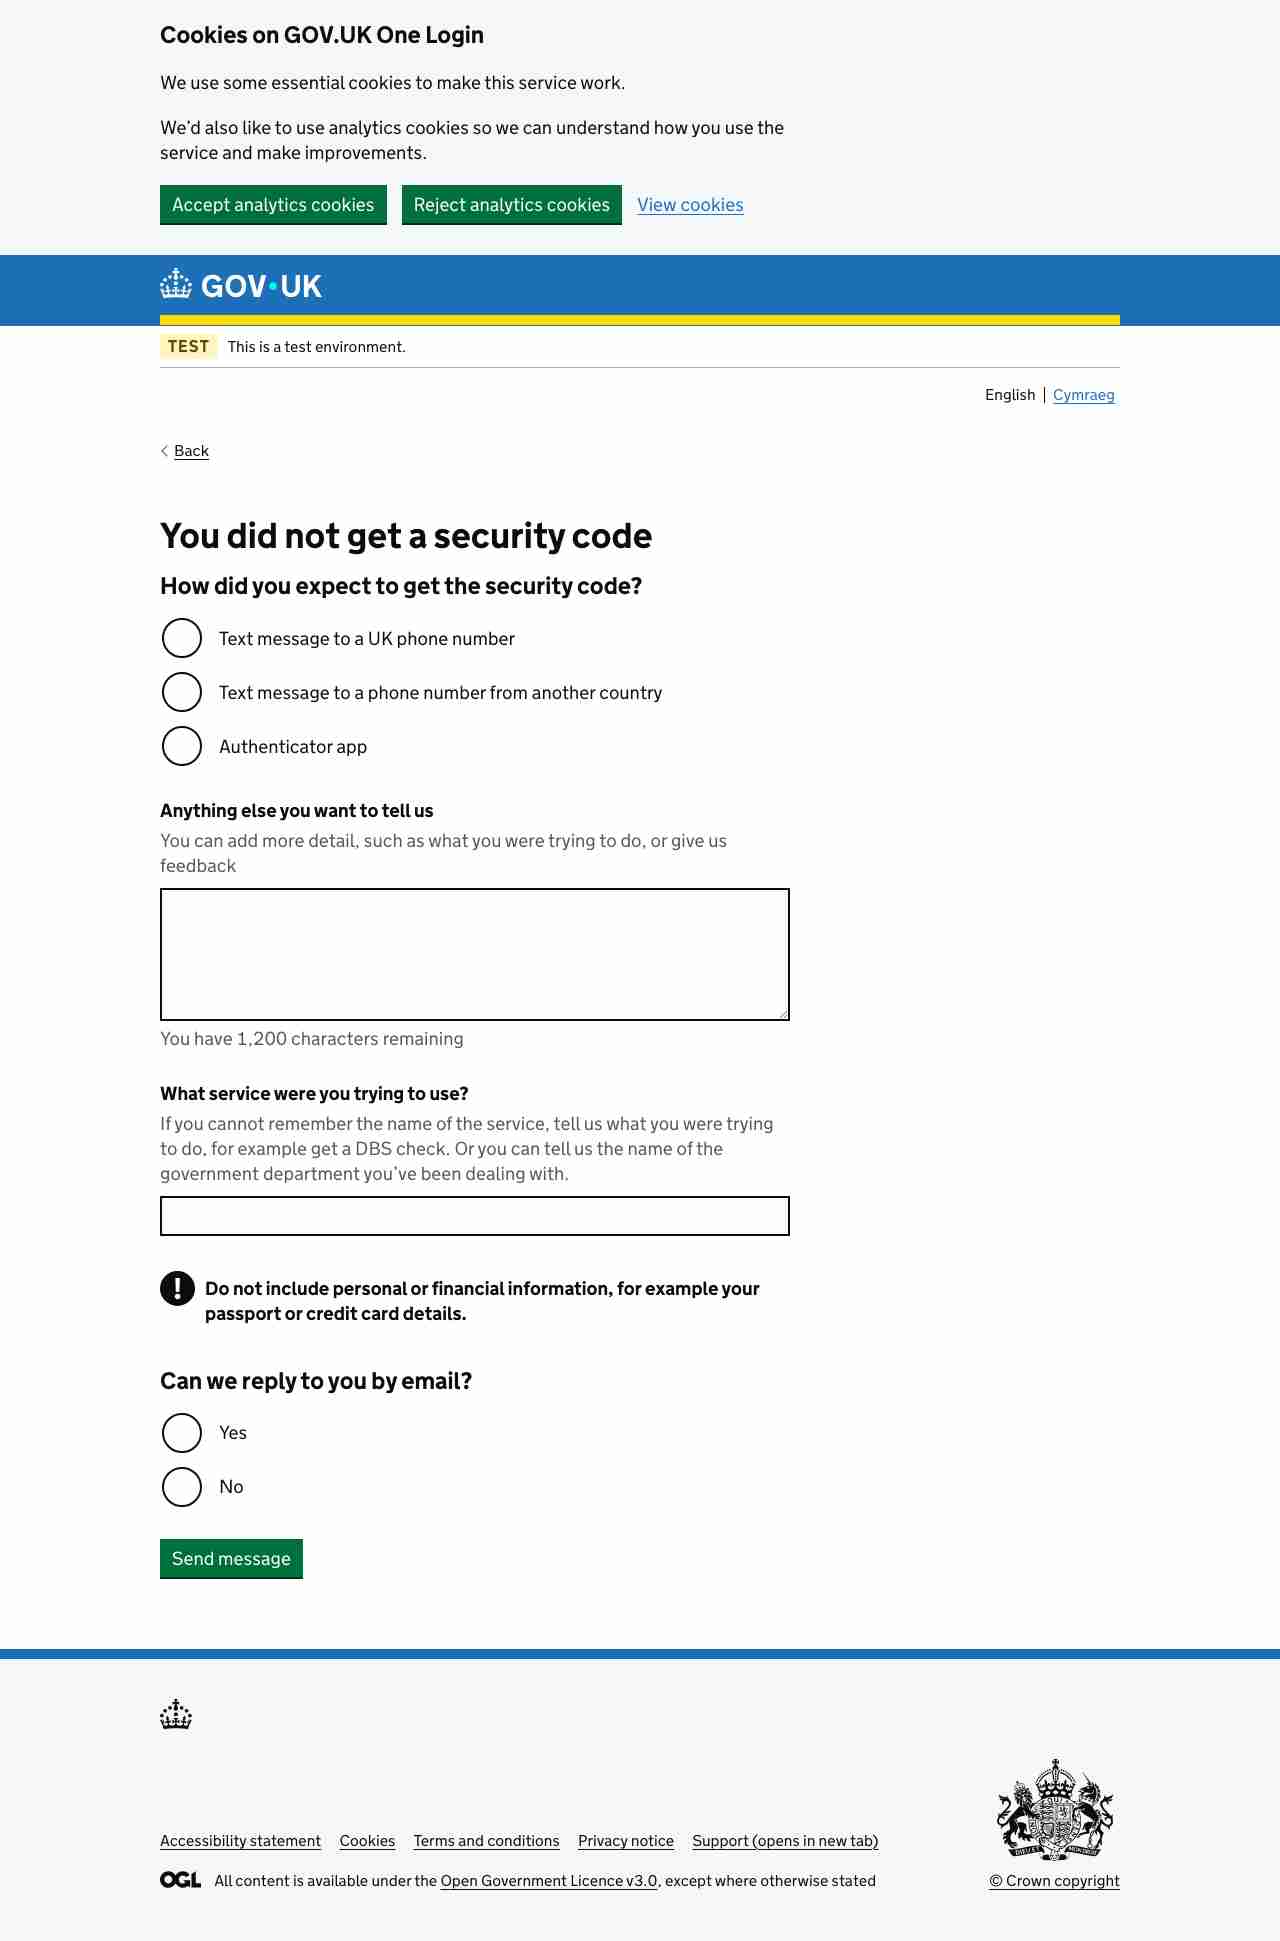 Cookies on GOV.UK One Login
We use some essential cookies to make this service work.
We’d also like to use analytics cookies so we can understand how you use the
service and make improvements.
Accept analytics cookies
Reject analytics cookies
View cookies
GOV•UK
TEST
This is a test environment.
English
Cymraeg
Back
You did not get a security code
How did you expect to get the security code?
Text message to a UK phone number
Text message to a phone number from another country
Authenticator app
Anything else you want to tell us
You can add more detail, such as what you were trying to do, or give us
feedback
You have 1,200 characters remaining
What service were you trying to use?
If you cannot remember the name of the service, tell us what you were trying
to do, for example get a DBS check. Or you can tell us the name of the
government department you’ve been dealing with.
! Do not include personal or financial information, for example your
passport or credit card details.
Can we reply to you by email?
Yes
No
Send message
Accessibility statement Cookies Terms and conditions Privacy notice Support (opens in new tab)
OGL All content is available under the Open Government Licence v3.0, except where otherwise stated
© Crown copyright